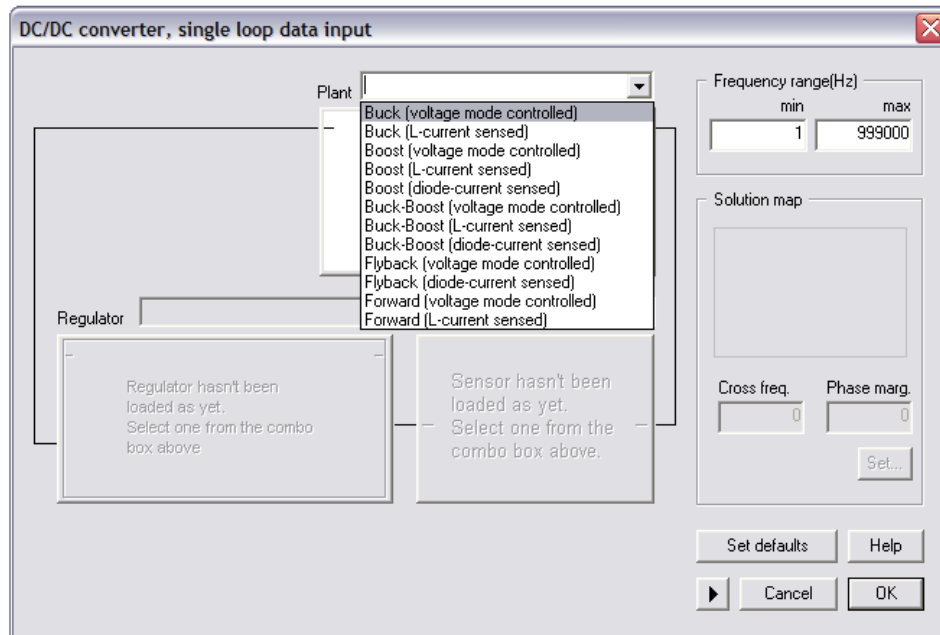 DC/DC converter, single loop data input
Plant
Buck (voltage mode controlled)
Buck (L-current sensed)
Boost (voltage mode controlled)
Boost (L-current sensed)
Boost (diode-current sensed)
Buck-Boost (voltage mode controlled)
Buck-Boost (L-current sensed)
Buck-Boost (diode-current sensed)
Flyback (voltage mode controlled)
Flyback (diode-current sensed)
Forward (voltage mode controlled)
Forward (L-current sensed)
Regulator
Regulator hasn't been
loaded as yet.
Select one from the combo
box above
Sensor hasn't been
loaded as yet.
Select one from the
combo box above.
Frequency range(Hz)
min max
1 999000
Solution map
Cross freq. Phase marg.
0 0
Set...
Set defaults Help
Cancel OK